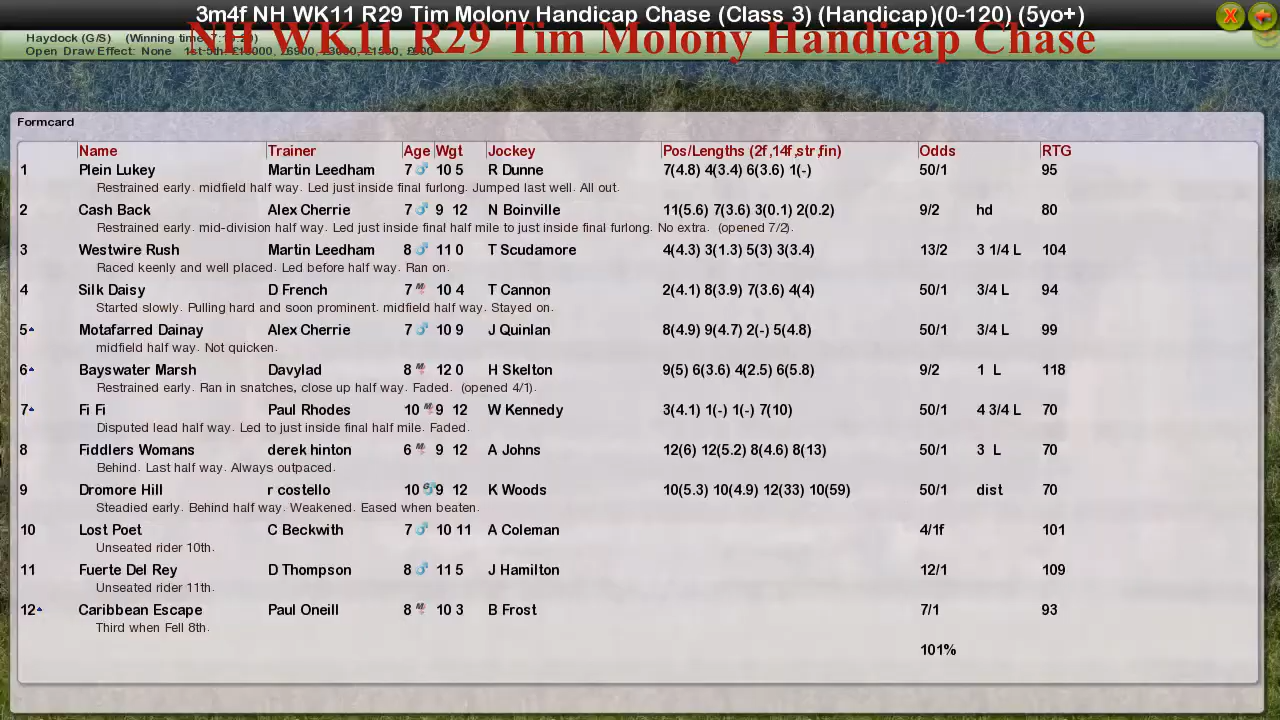 3m4f NH WK11 R29 Tim Molony Handicap Chase (Class 3) (Handicap)(0-120) (5yo+)
NH WK11 R29 Tim Molony Handicap Chase
Haydock (G/S) (Winning time
Open Draw Effect: None 1st-5th
Formcard
Name Trainer Age Wgt Jockey Pos/Lengths (2f,14f,str,fin) Odds RTG
1 Plein Lukey Martin Leedham 7 10 5 R Dunne 7(4.8) 4(3.4) 6(3.6) 1(-) 50/1 95
Restrained early. midfield half way. Led just inside final furlong. Jumped last well. All out.
2 Cash Back Alex Cherrie 7 9 12 N Boinville 11(5.6) 7(3.6) 3(0.1) 2(0.2) 9/2 hd 80
Restrained early. mid-division half way. Led just inside final half mile to just inside final furlong. No extra. (opened 7/2).
3 Westwire Rush Martin Leedham 8 11 0 T Scudamore 4(4.3) 3(1.3) 5(3) 3(3.4) 13/2 3 1/4 L 104
Raced keenly and well placed. Led before half way. Ran on.
4 Silk Daisy D French 7 10 4 T Cannon 2(4.1) 8(3.9) 7(3.6) 4(4) 50/1 3/4 L 94
Started slowly. Pulling hard and soon prominent. midfield half way. Stayed on.
5 Motafarred Dainay Alex Cherrie 7 10 9 J Quinlan 8(4.9) 9(4.7) 2(-) 5(4.8) 50/1 3/4 L 99
midfield half way. Not quicken.
6 Bayswater Marsh Davylad 8 12 0 H Skelton 9(5) 6(3.6) 4(2.5) 6(5.8) 9/2 1 L 118
Restrained early. Ran in snatches, close up half way. Faded. (opened 4/1).
7 Fi Fi Paul Rhodes 10 9 12 W Kennedy 3(4.1) 1(-) 1(-) 7(10) 50/1 4 3/4 L 70
Disputed lead half way. Led to just inside final half mile. Faded.
8 Fiddlers Womans derek hinton 6 9 12 A Johns 12(6) 12(5.2) 8(4.6) 8(13) 50/1 3 L 70
Behind. Last half way. Always outpaced.
9 Dromore Hill r costello 10 9 12 K Woods 10(5.3) 10(4.9) 12(33) 10(59) 50/1 dist 70
Steadied early. Behind half way. Weakened. Eased when beaten.
10 Lost Poet C Beckwith 7 10 11 A Coleman 4/1f 101
Unseated rider 10th.
11 Fuerte Del Rey D Thompson 8 11 5 J Hamilton 12/1 109
Unseated rider 11th.
12 Caribbean Escape Paul Oneill 8 10 3 B Frost 7/1 93
Third when Fell 8th.
101%